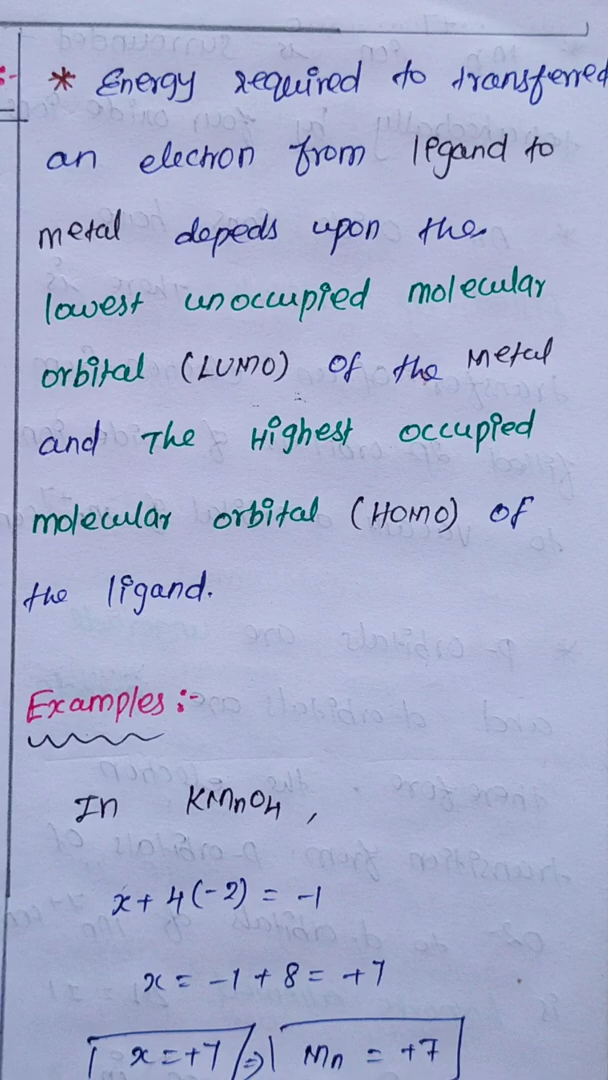 :- * Energy required to transferred
an electron from legand to
metal depeds upon the
lowest unoccupied molecular
orbital (LUMO) of the metal
and The Highest occupied
molecular orbital (HOMO) of
the ligand.
Examples :-
In KMnO4,
x + 4(-2) = -1
x = -1 + 8 = +7
x = +7 => Mn = +7